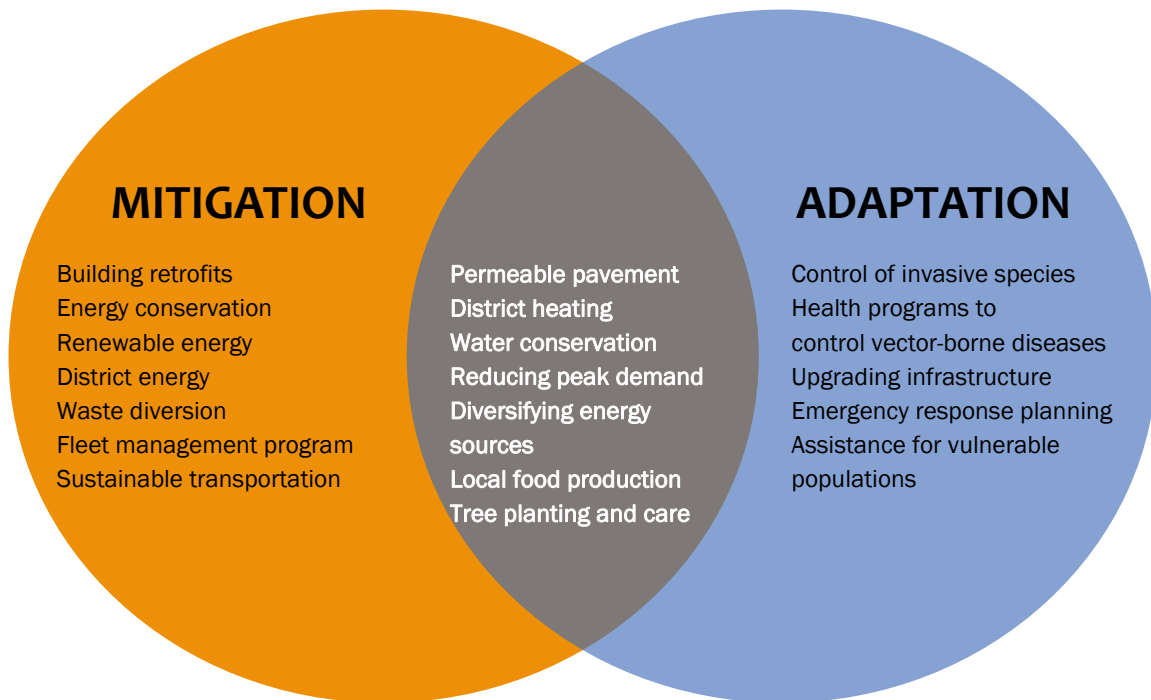 MITIGATION
Building retrofits
Energy conservation
Renewable energy
District energy
Waste diversion
Fleet management program
Sustainable transportation
Permeable pavement
District heating
Water conservation
Reducing peak demand
Diversifying energy
sources
Local food production
Tree planting and care
ADAPTATION
Control of invasive species
Health programs to
control vector-borne diseases
Upgrading infrastructure
Emergency response planning
Assistance for vulnerable
populations